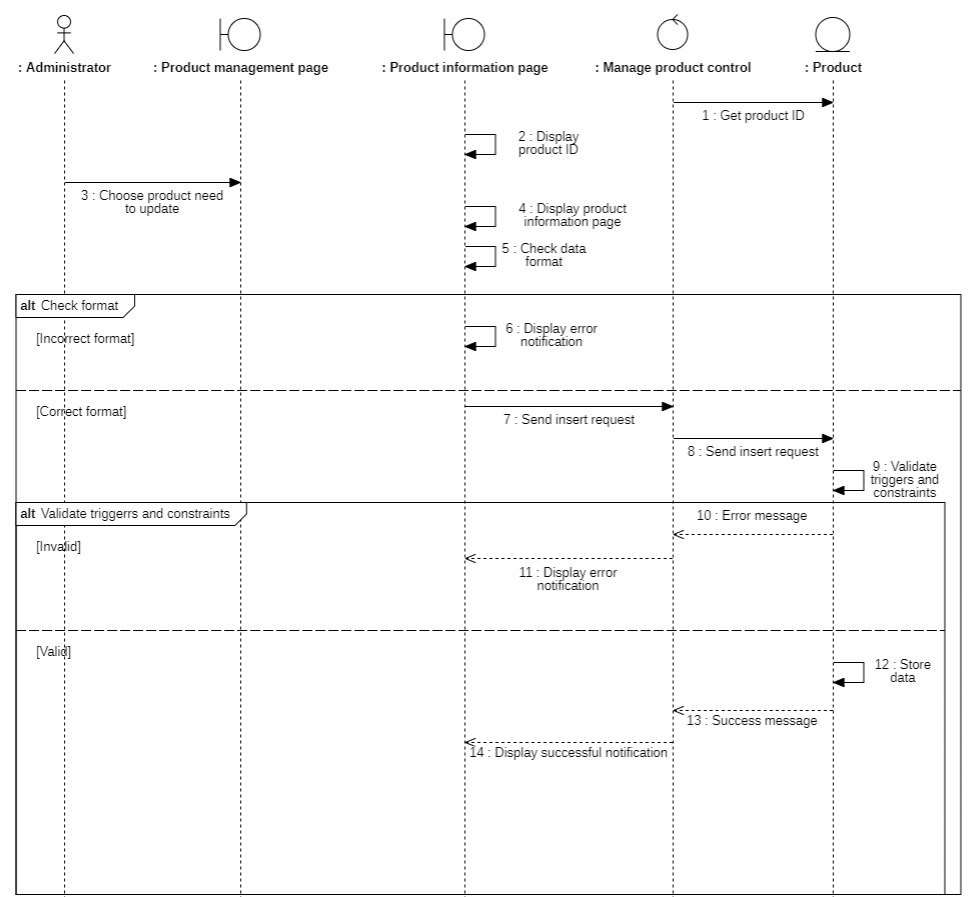 : Administrator
: Product management page
: Product information page
: Manage product control
: Product
1 : Get product ID
2 : Display
product ID
3 : Choose product need
to update
4 : Display product
information page
5 : Check data
format
alt Check format
[Incorrect format]
6 : Display error
notification
[Correct format]
7 : Send insert request
8 : Send insert request
9 : Validate
triggers and
constraints
alt Validate triggerrs and constraints
10 : Error message
[Invalid]
11 : Display error
notification
[Valid]
12 : Store
data
13 : Success message
14 : Display successful notification